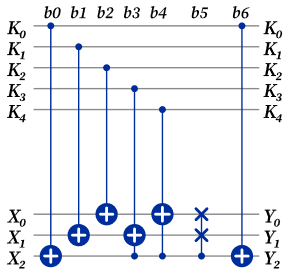 b0 b1 b2 b3 b4 b5 b6
K₀ K₀
K₁ K₁
K₂ K₂
K₃ K₃
K₄ K₄
X₀ Y₀
X₁ Y₁
X₂ Y₂